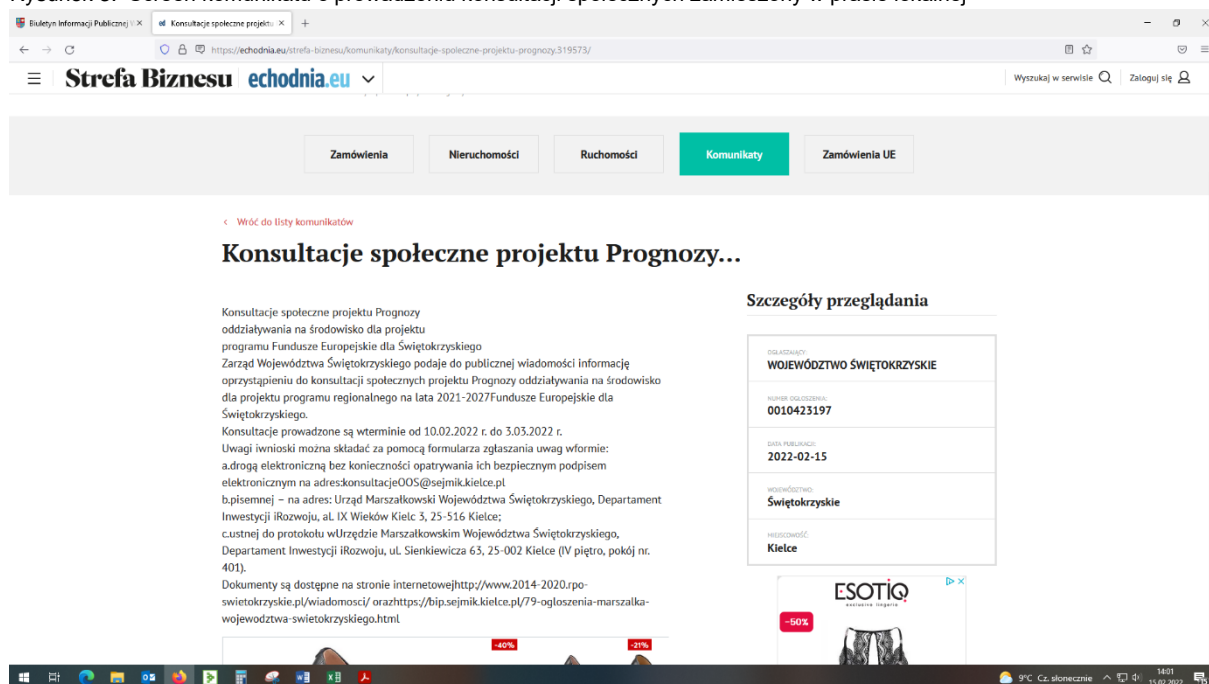 Biuletyn Informacji Publicznej
Konsultacje społeczne projektu
https://echodnia.eu/strefa-biznesu/komunikaty/konsultacje-spoleczne-projektu-prognozy.319573/
Strefa Biznesu echodnia.eu
Wyszukaj w serwisie
Zaloguj się
Zamówienia
Nieruchomości
Ruchomości
Komunikaty
Zamówienia UE
Wróć do listy komunikatów
Konsultacje społeczne projektu Prognozy...
Konsultacje społeczne projektu Prognozy
oddziaływania na środowisko dla projektu
programu Fundusze Europejskie dla Świętokrzyskiego
Zarząd Województwa Świętokrzyskiego podaje do publicznej wiadomości informację
oprzystąpieniu do konsultacji społecznych projektu Prognozy oddziaływania na środowisko
dla projektu programu regionalnego na lata 2021-2027Fundusze Europejskie dla
Świętokrzyskiego.
Konsultacje prowadzone są wterminie od 10.02.2022 r. do 3.03.2022 r.
Uwagi iwnioski można składać za pomocą formularza zgłaszania uwag wformie:
a.drogą elektroniczną bez konieczności opatrywania ich bezpiecznym podpisem
elektronicznym na adres:konsultacjeOOS@sejmik.kielce.pl
b.pisemnej – na adres: Urząd Marszałkowski Województwa Świętokrzyskiego, Departament
Inwestycji iRozwoju, al. IX Wieków Kielc 3, 25-516 Kielce;
c.ustnej do protokołu wUrzędzie Marszałkowskim Województwa Świętokrzyskiego,
Departament Inwestycji iRozwoju, ul. Sienkiewicza 63, 25-002 Kielce (IV piętro, pokój nr.
401).
Dokumenty są dostępne na stronie internetowejhttp://www.2014-2020.rpo-
swietokrzyskie.pl/wiadomosci/ orazhttps://bip.sejmik.kielce.pl/79-ogloszenia-marszalka-
wojewodztwa-swietokrzyskiego.html
-40%
-21%
Szczegóły przeglądania
OGŁASZAJĄCY:
WOJEWÓDZTWO ŚWIĘTOKRZYSKIE
NUMER OGŁOSZENIA:
0010423197
DATA PUBLIKACJI:
2022-02-15
WOJEWÓDZTWO:
Świętokrzyskie
MIEJSCOWOŚĆ:
Kielce
ESOTIQ
exclusive lingerie
-50%
9°C Cz. słonecznie
14:01
15.02.2022